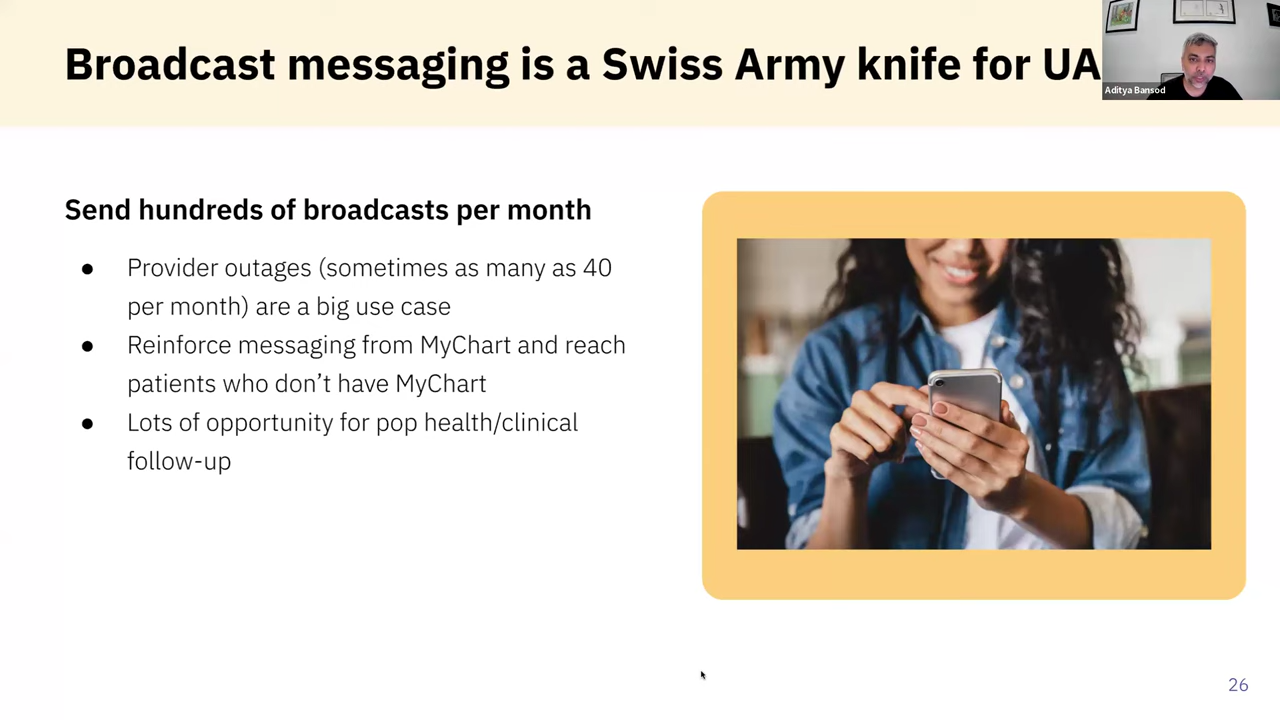 Broadcast messaging is a Swiss Army knife for UA
Aditya Bansod
Send hundreds of broadcasts per month
● Provider outages (sometimes as many as 40
per month) are a big use case
● Reinforce messaging from MyChart and reach
patients who don’t have MyChart
● Lots of opportunity for pop health/clinical
follow-up
26